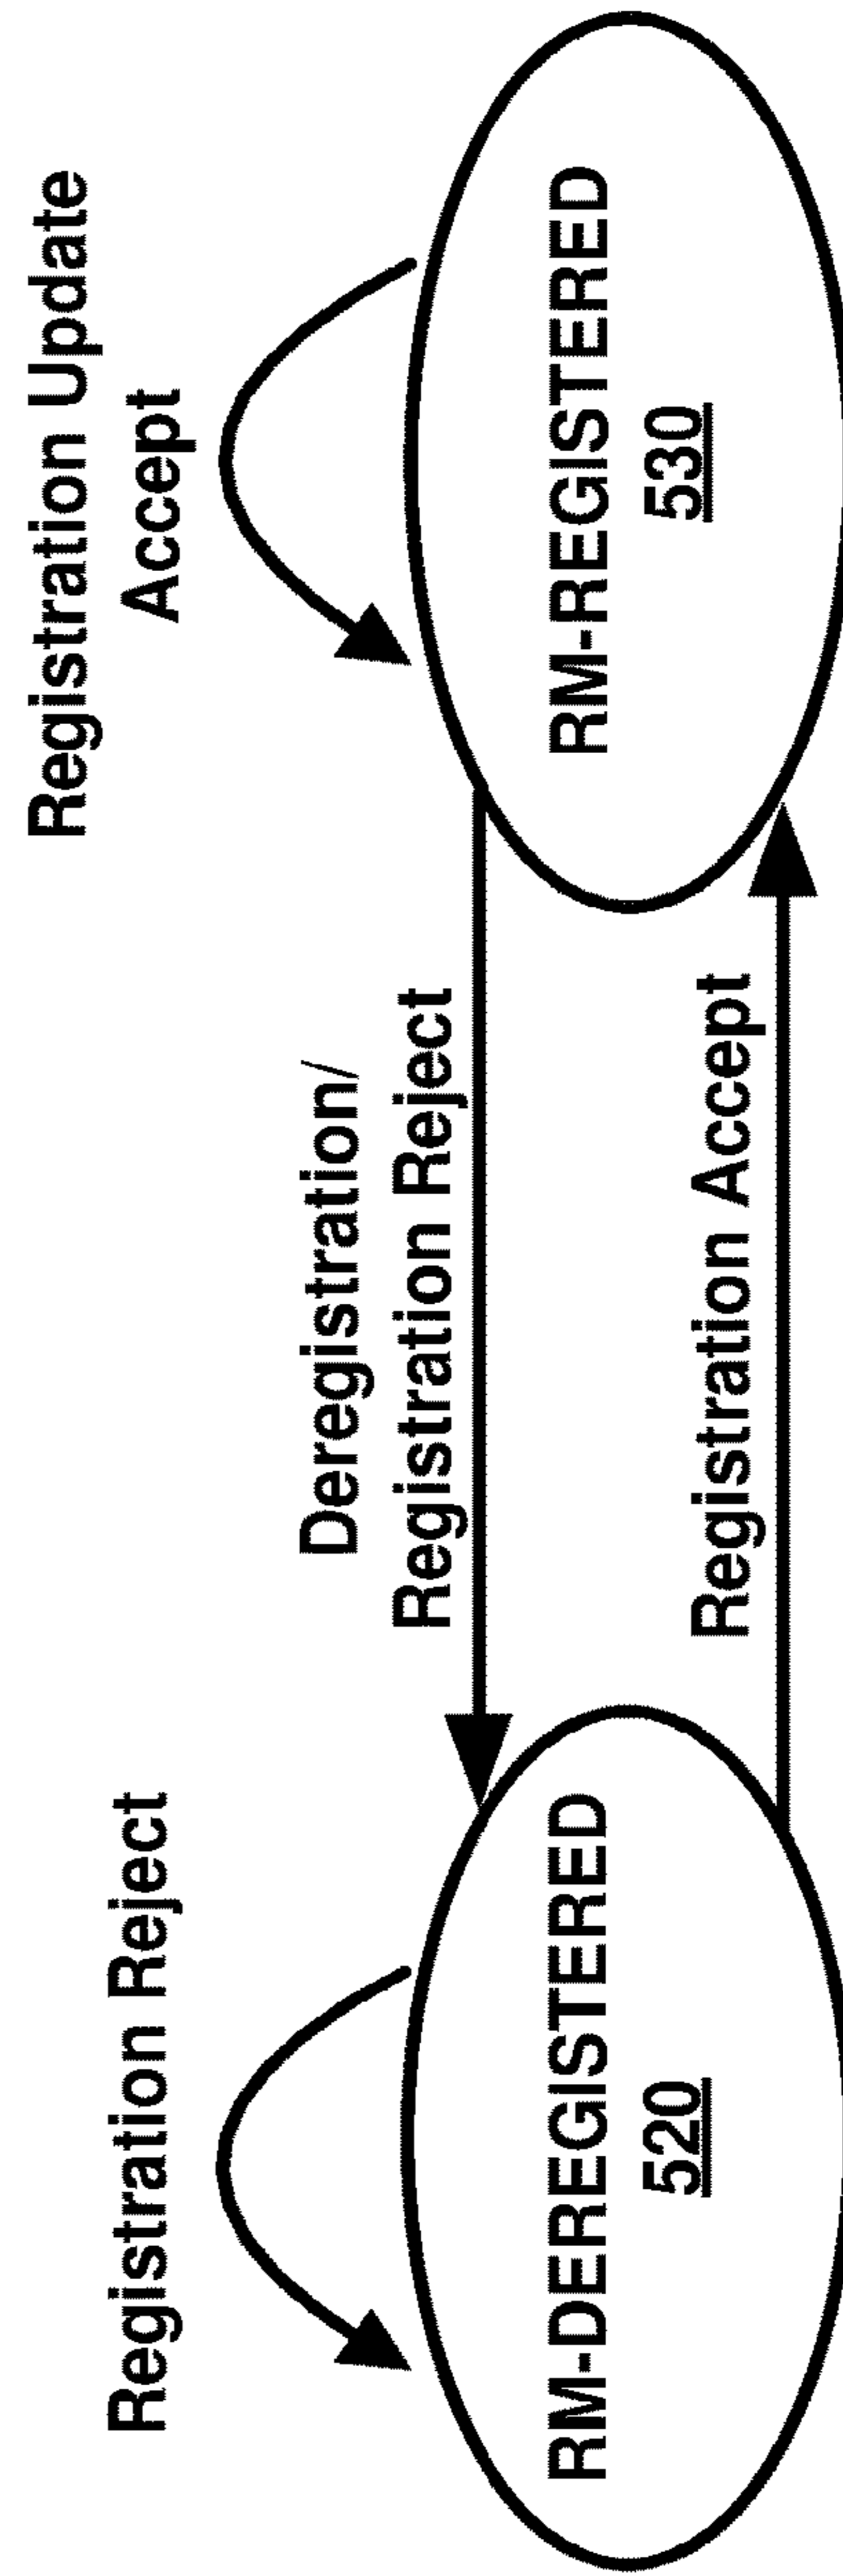 Registration Reject
RM-DEREGISTERED
520
Deregistration/
Registration Reject
Registration Accept
Registration Update
Accept
RM-REGISTERED
530